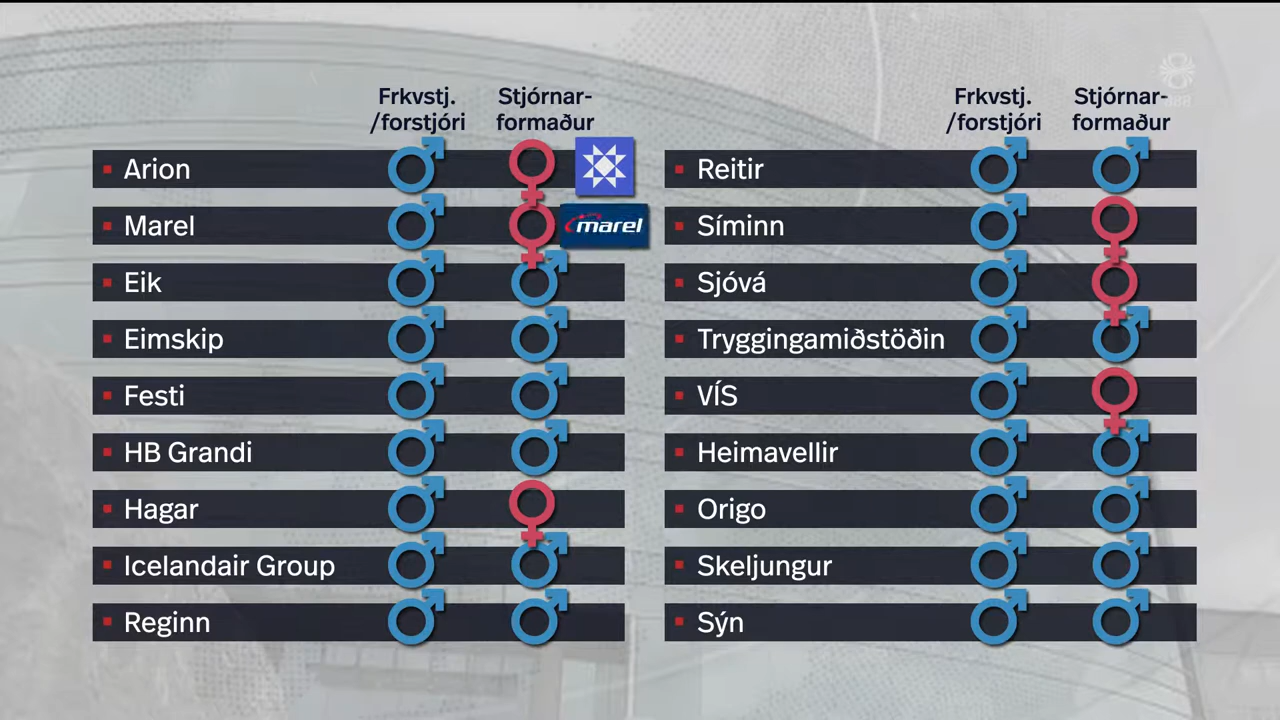 Frkvstj.
/forstjóri
Stjórnar-
formaður
Arion
Marel
marel
Eik
Eimskip
Festi
HB Grandi
Hagar
Icelandair Group
Reginn
Frkvstj.
/forstjóri
Stjórnar-
formaður
888
Reitir
Síminn
Sjóvá
Tryggingamiðstöðin
VÍS
Heimavellir
Origo
Skeljungur
Sýn